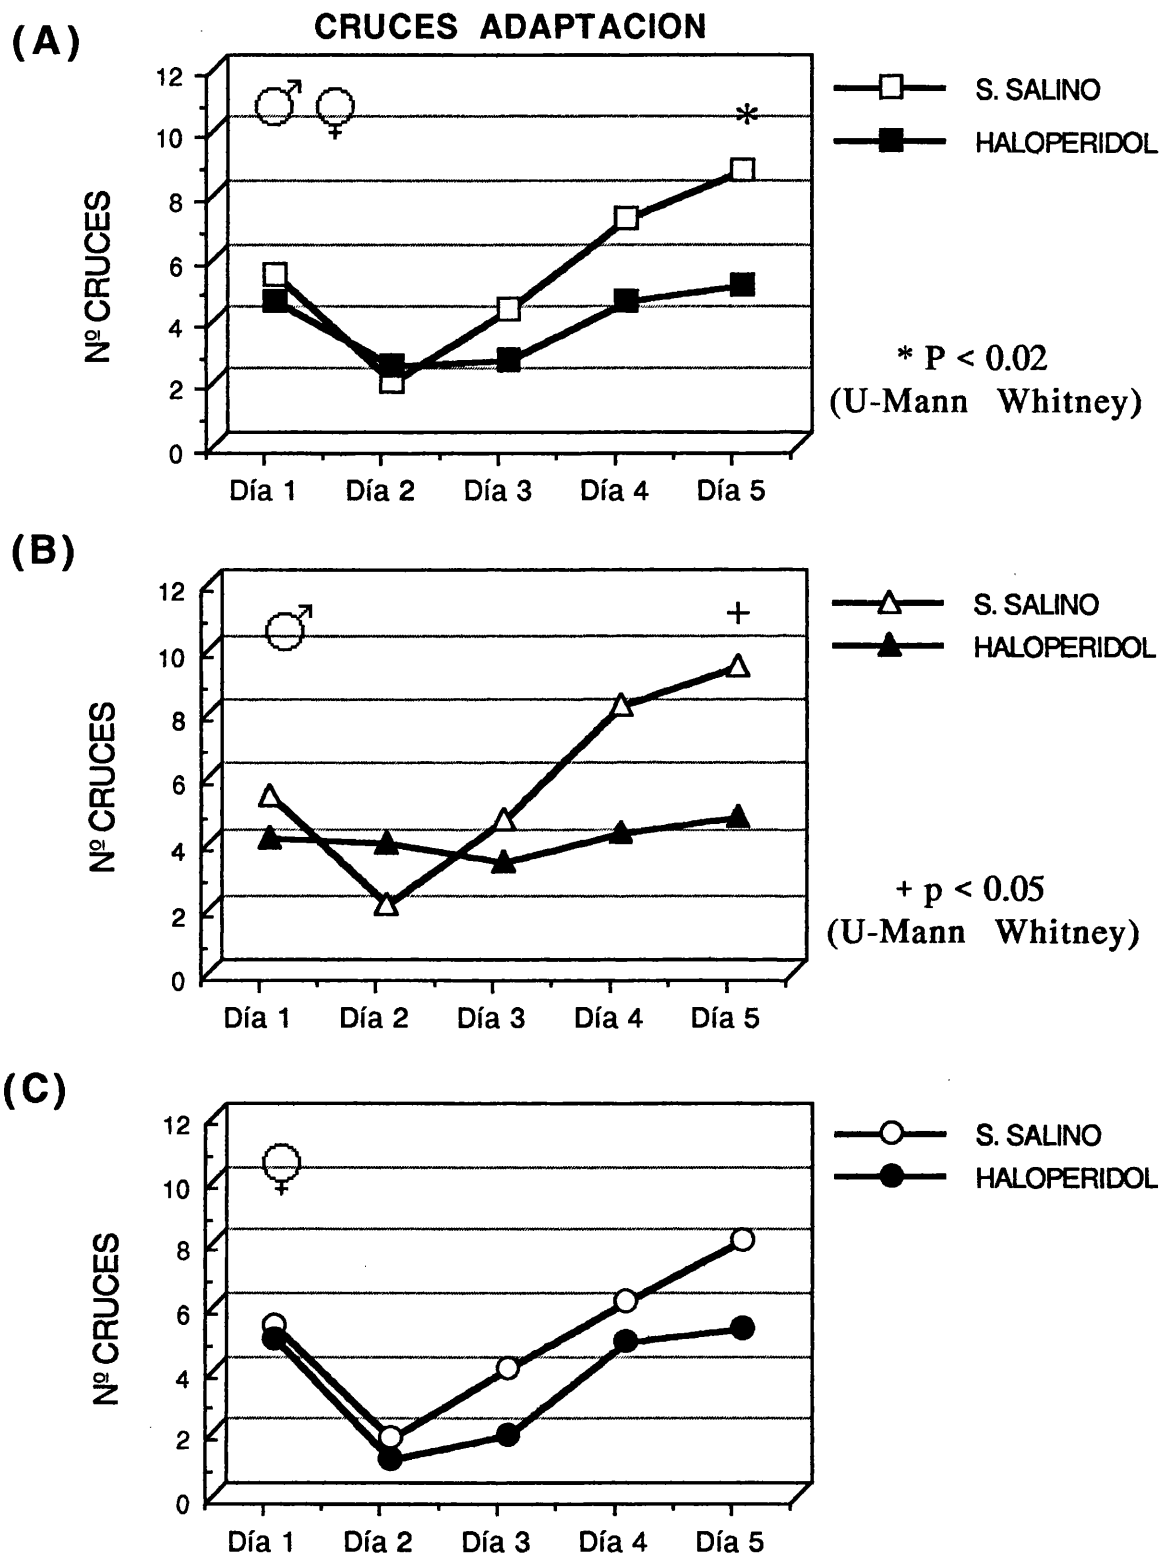 CRUCES ADAPTACION
(A)
12
10
8
6
4
2
0
Nº CRUCES
♂ ♀
*
S. SALINO
HALOPERIDOL
* P < 0.02
(U-Mann Whitney)
Día 1 Día 2 Día 3 Día 4 Día 5
(B)
12
10
8
6
4
2
0
Nº CRUCES
♂
+
S. SALINO
HALOPERIDOL
+ p < 0.05
(U-Mann Whitney)
Día 1 Día 2 Día 3 Día 4 Día 5
(C)
12
10
8
6
4
2
0
Nº CRUCES
♀
S. SALINO
HALOPERIDOL
Día 1 Día 2 Día 3 Día 4 Día 5